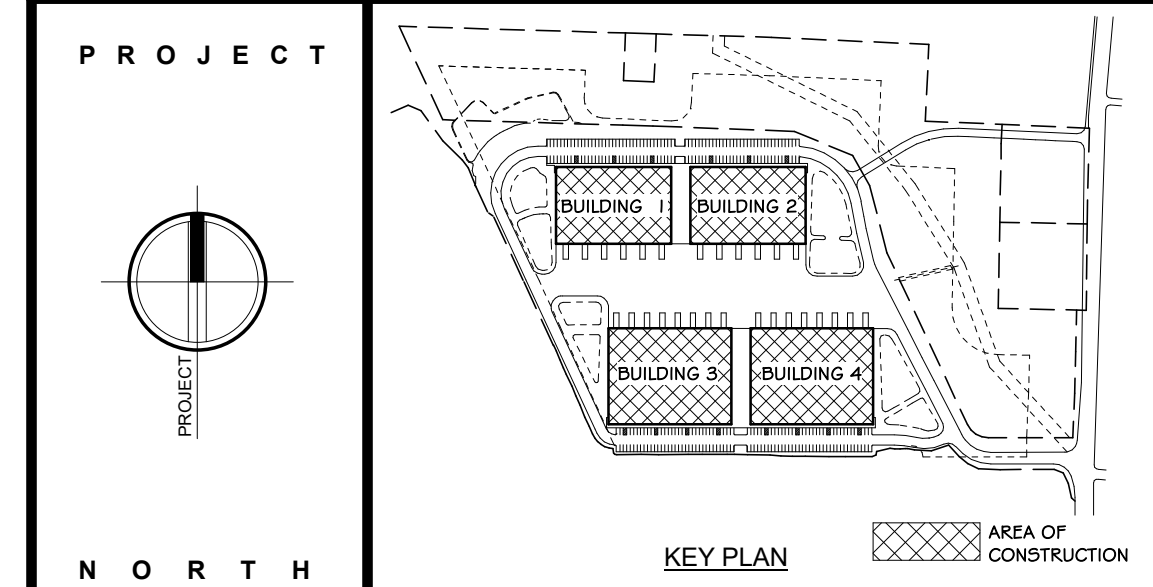 P R O J E C T
PROJECT
N O R T H
BUILDING 1
BUILDING 2
BUILDING 3
BUILDING 4
KEY PLAN
AREA OF
CONSTRUCTION